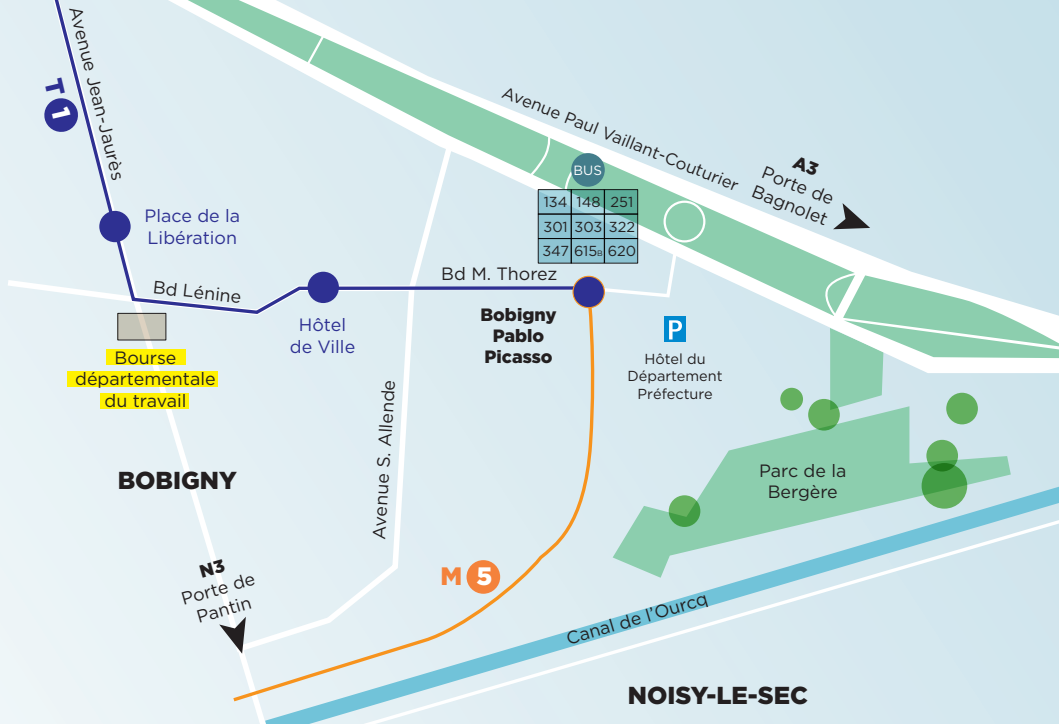 Avenue Jean-Jaurès
T 1
Avenue Paul Vaillant-Couturier
A3
Porte de
Bagnolet
BUS
134 148 251
301 303 322
347 615B 620
Place de la
Libération
Bd Lénine
Bd M. Thorez
Hôtel
de Ville
Bobigny
Pablo
Picasso
P
Hôtel du
Département
Préfecture
Bourse
départementale
du travail
Avenue S. Allende
BOBIGNY
Parc de la
Bergère
N3
Porte de
Pantin
M 5
Canal de l'Ourcq
NOISY-LE-SEC